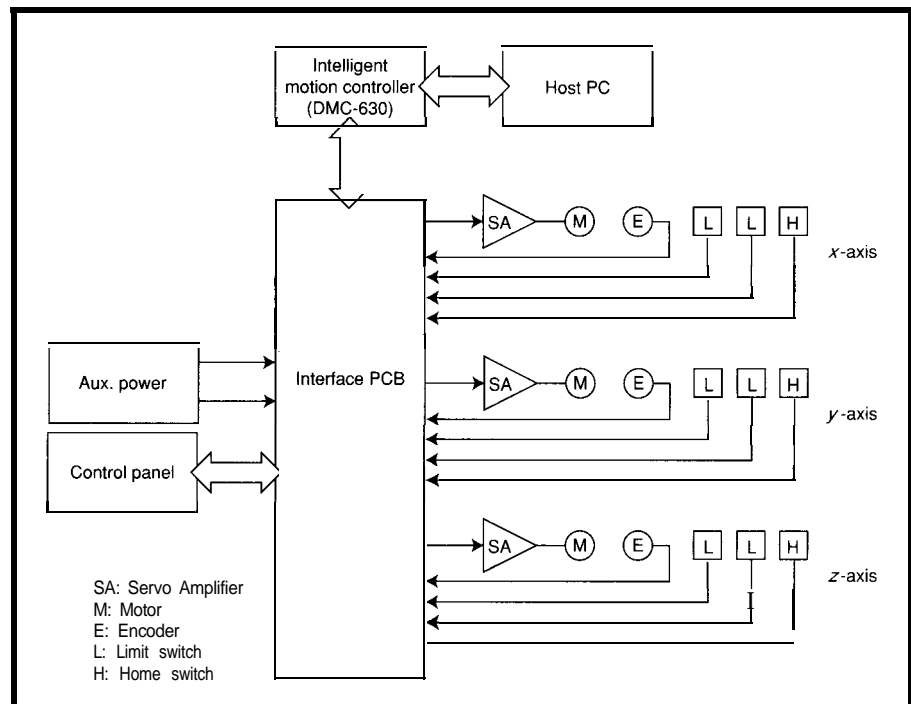 Intelligent
motion controller
(DMC-630)
Host PC
SA
M
E
L
L
H
x-axis
Aux. power
Interface PCB
SA
M
E
L
L
H
y-axis
Control panel
SA
M
E
L
L
H
z-axis
SA: Servo Amplifier
M: Motor
E: Encoder
L: Limit switch
H: Home switch